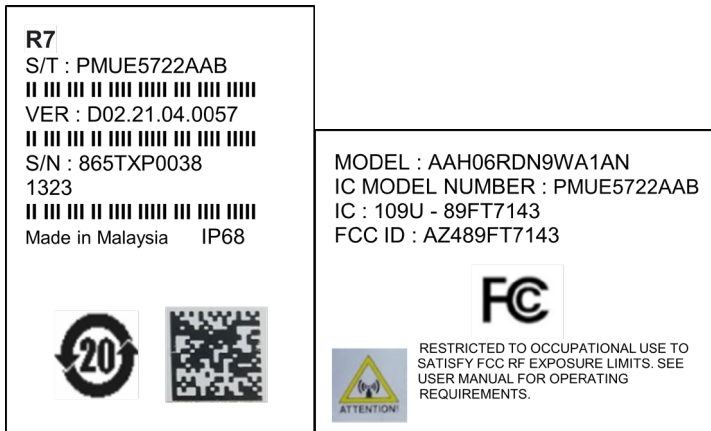 R7
S/T : PMUE5722AAB
VER : D02.21.04.0057
S/N : 865TXP0038
1323
Made in Malaysia IP68
20
MODEL : AAH06RDN9WA1AN
IC MODEL NUMBER : PMUE5722AAB
IC : 109U - 89FT7143
FCC ID : AZ489FT7143
FC
RESTRICTED TO OCCUPATIONAL USE TO
SATISFY FCC RF EXPOSURE LIMITS. SEE
USER MANUAL FOR OPERATING
REQUIREMENTS.
ATTENTION!